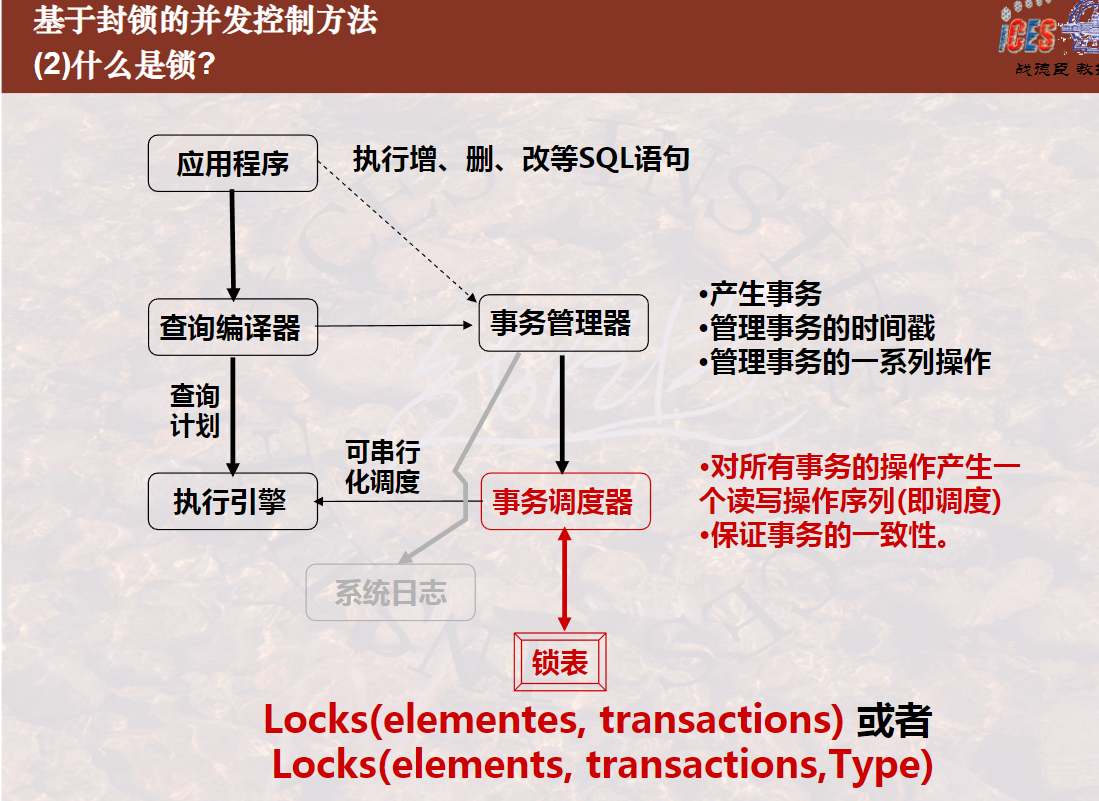 基于封锁的并发控制方法
(2)什么是锁?
iCES
战德臣 教
应用程序
执行增、删、改等SQL语句
查询编译器
事务管理器
•产生事务
•管理事务的时间戳
•管理事务的一系列操作
查询
计划
可串行
化调度
执行引擎
事务调度器
•对所有事务的操作产生一
个读写操作序列(即调度)
•保证事务的一致性。
系统日志
锁表
Locks(elementes, transactions) 或者
Locks(elements, transactions,Type)